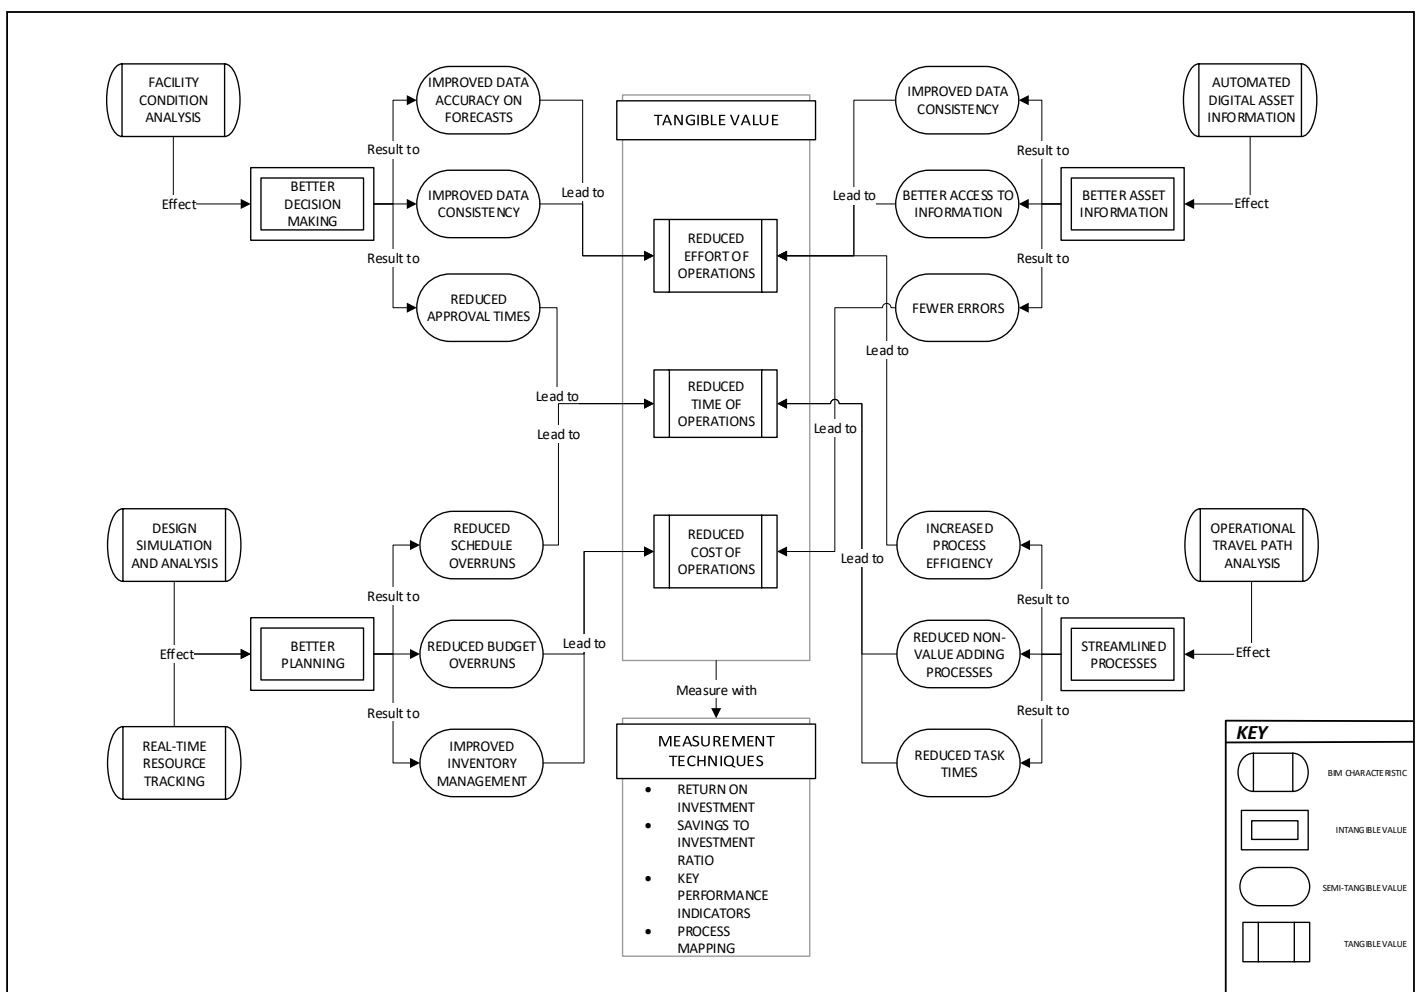 FACILITY
CONDITION
ANALYSIS
Effect
BETTER
DECISION
MAKING
Result to
Result to
IMPROVED DATA
ACCURACY ON
FORECASTS
IMPROVED DATA
CONSISTENCY
REDUCED
APPROVAL TIMES
Lead to
Lead to
DESIGN
SIMULATION
AND ANALYSIS
Effect
REAL-TIME
RESOURCE
TRACKING
BETTER
PLANNING
Result to
Result to
REDUCED
SCHEDULE
OVERRUNS
REDUCED BUDGET
OVERRUNS
IMPROVED
INVENTORY
MANAGEMENT
Lead to
Lead to
TANGIBLE VALUE
REDUCED
EFFORT OF
OPERATIONS
REDUCED
TIME OF
OPERATIONS
REDUCED
COST OF
OPERATIONS
Measure with
MEASUREMENT
TECHNIQUES
• RETURN ON
INVESTMENT
• SAVINGS TO
INVESTMENT
RATIO
• KEY
PERFORMANCE
INDICATORS
• PROCESS
MAPPING
IMPROVED DATA
CONSISTENCY
BETTER ACCESS TO
INFORMATION
FEWER ERRORS
Lead to
Lead to
Lead to
Result to
Result to
BETTER ASSET
INFORMATION
AUTOMATED
DIGITAL ASSET
INFORMATION
Effect
INCREASED
PROCESS
EFFICIENCY
REDUCED NON-
VALUE ADDING
PROCESSES
REDUCED TASK
TIMES
Lead to
Result to
Result to
STREAMLINED
PROCESSES
OPERATIONAL
TRAVEL PATH
ANALYSIS
Effect
KEY
BIM CHARACTERISTIC
INTANGIBLE VALUE
SEMI-TANGIBLE VALUE
TANGIBLE VALUE